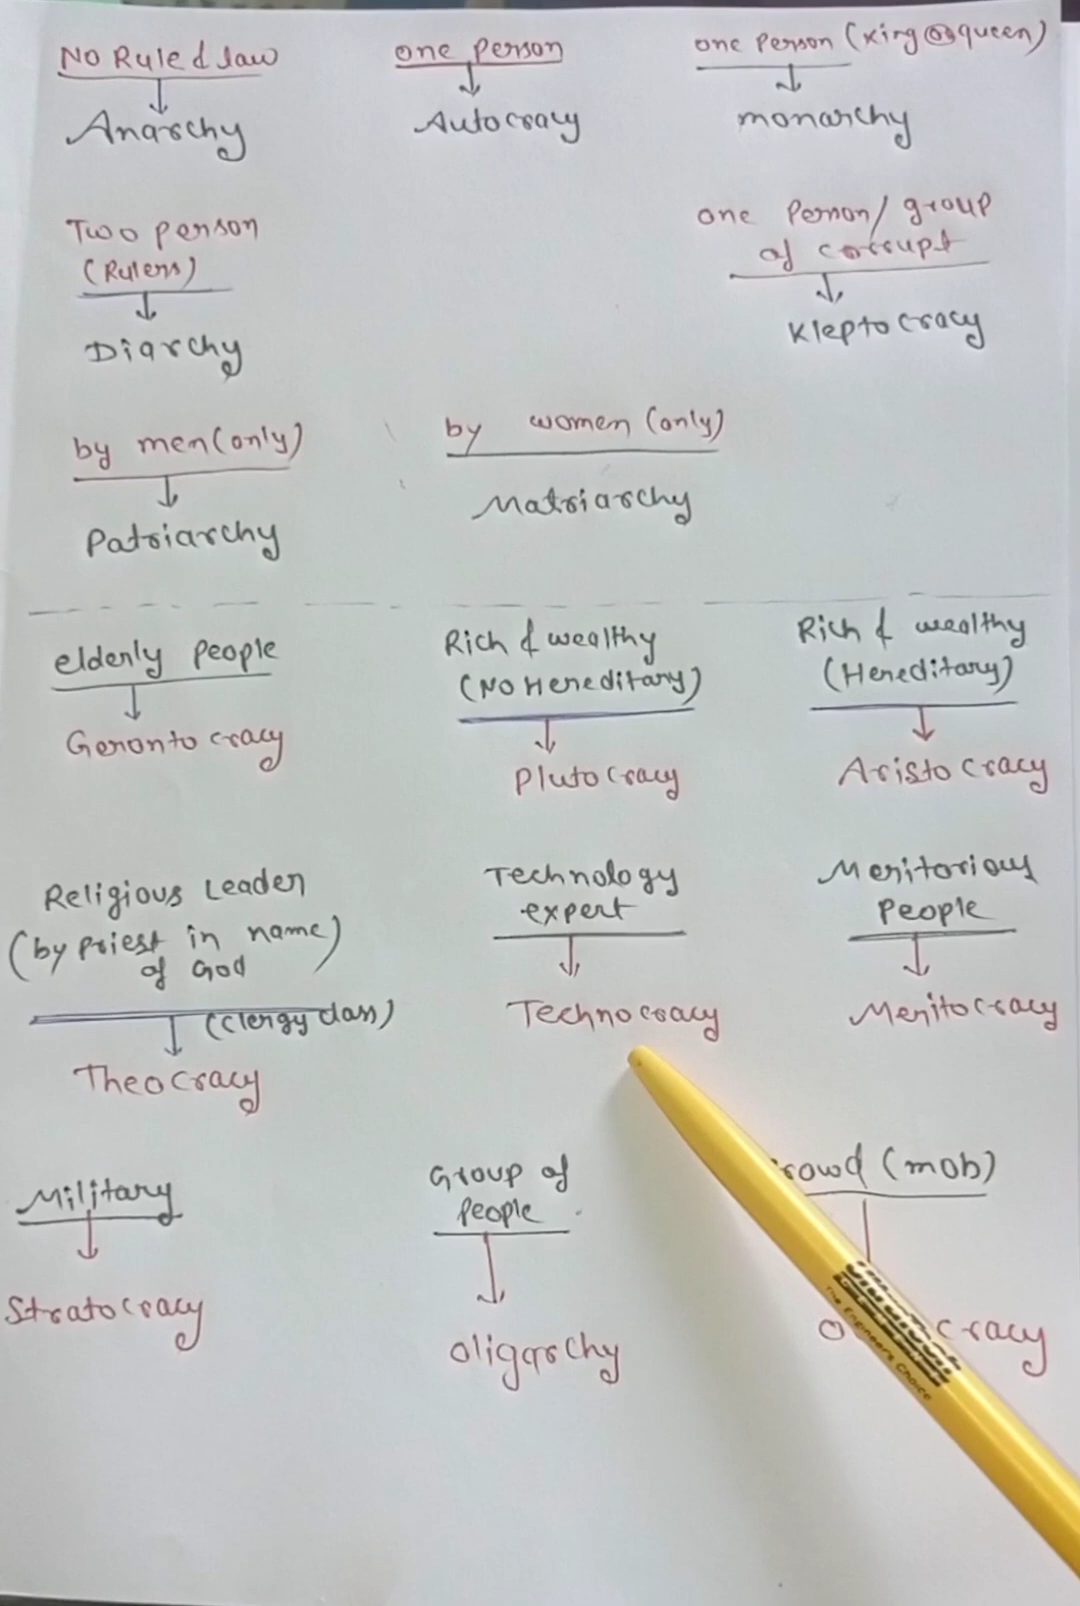 No Rule & law
Anarchy
one person
Autocracy
one Person (King or queen)
monarchy
Two person
(Rulers)
Diarchy
one Person/group
of corrupt
Kleptocracy
by men (only)
Patriarchy
by women (only)
Matriarchy
elderly People
Gerontocracy
Rich & wealthy
(No Hereditary)
Plutocracy
Rich & wealthy
(Hereditary)
Aristocracy
Religious Leader
(by Priest in name)
of God
(clergy class)
Theocracy
Technology
expert
Technocracy
Meritorious
People
Meritocracy
Military
Stratocracy
Group of
People
Oligarchy
(mob)
The Engineers Choice